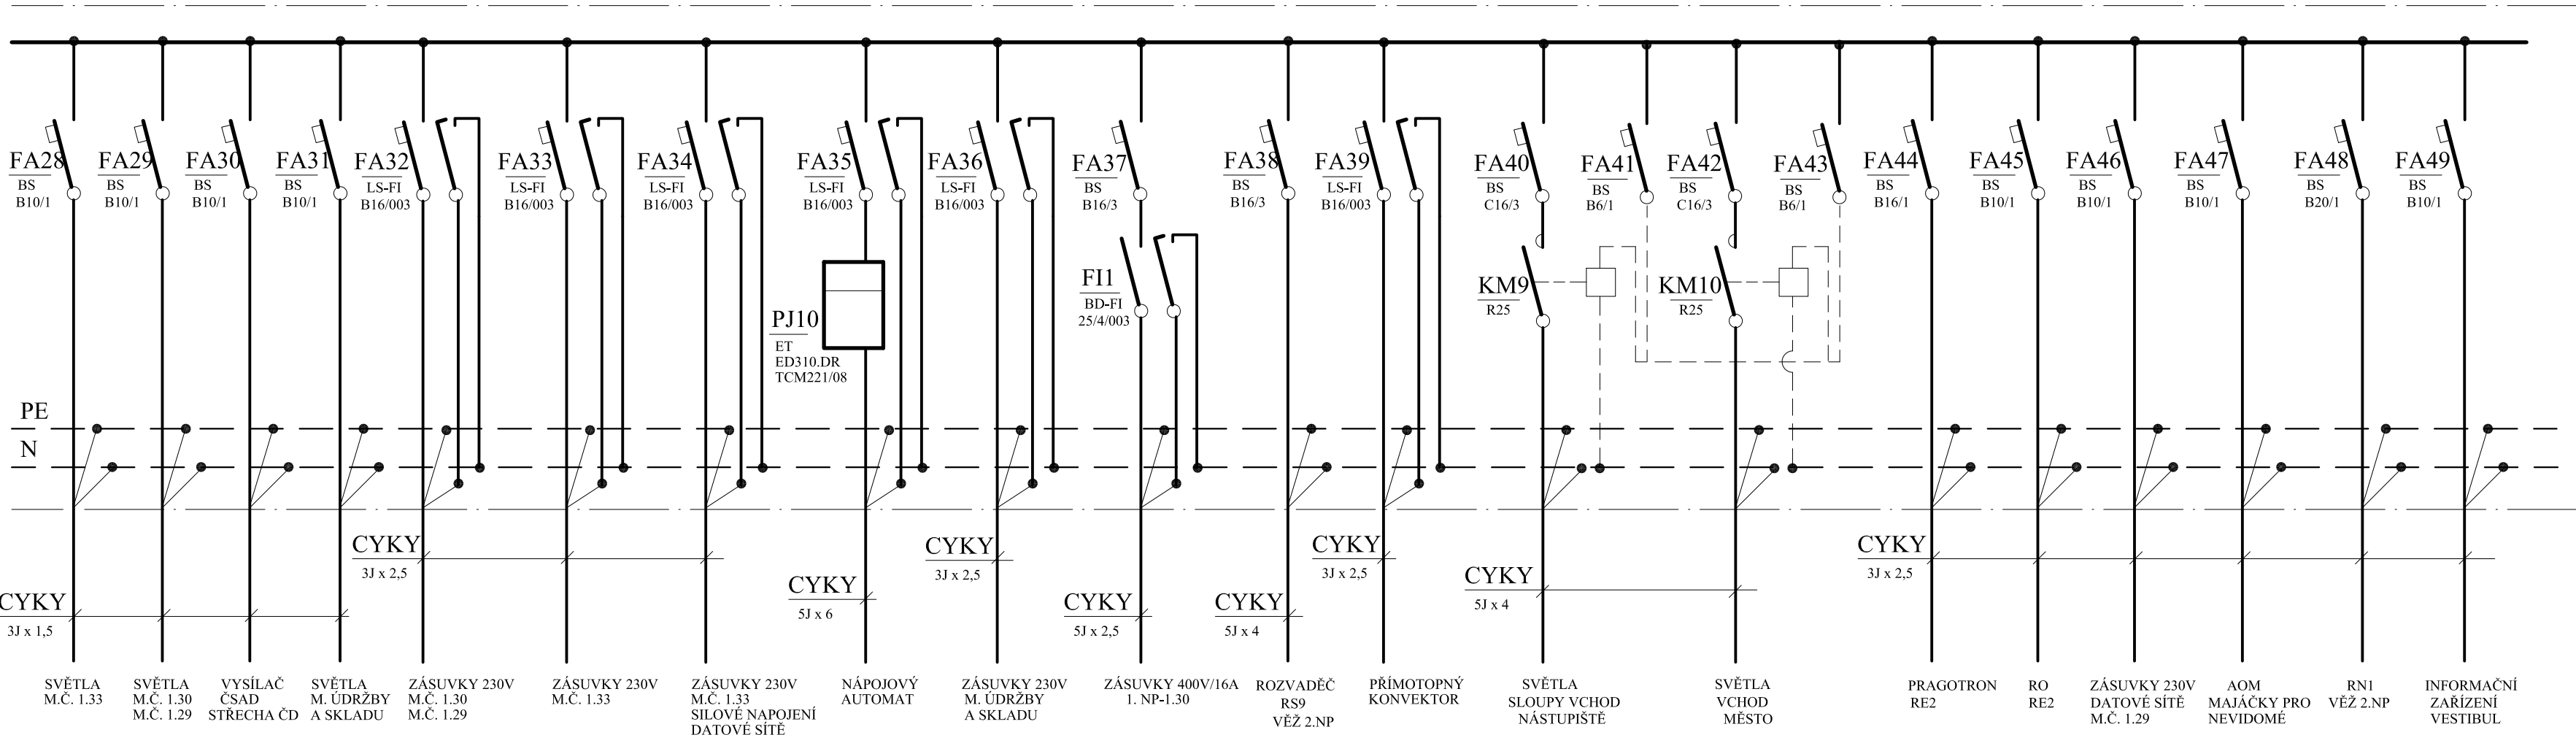 FA28
BS
B10/1
FA29
BS
B10/1
FA30
BS
B10/1
FA31
BS
B10/1
FA32
LS-FI
B16/003
FA33
LS-FI
B16/003
FA34
LS-FI
B16/003
FA35
LS-FI
B16/003
FA36
LS-FI
B16/003
FA37
BS
B16/3
FA38
BS
B16/3
FA39
LS-FI
B16/003
FA40
BS
C16/3
FA41
BS
B6/1
FA42
BS
C16/3
FA43
BS
B6/1
FA44
BS
B16/1
FA45
BS
B10/1
FA46
BS
B10/1
FA47
BS
B10/1
FA48
BS
B20/1
FA49
BS
B10/1
PJ10
ET
ED310.DR
TCM221/08
FI1
BD-FI
25/4/003
KM9
R25
KM10
R25
PE
N
CYKY
3J x 1,5
CYKY
3J x 2,5
CYKY
5J x 6
CYKY
3J x 2,5
CYKY
5J x 2,5
CYKY
5J x 4
CYKY
3J x 2,5
CYKY
5J x 4
CYKY
3J x 2,5
SVĚTLA
M.Č. 1.33
SVĚTLA
M.Č. 1.30
M.Č. 1.29
VYSÍLAČ
ČSAD
STŘECHA ČD
SVĚTLA
M. ÚDRŽBY
A SKLADU
ZÁSUVKY 230V
M.Č. 1.30
M.Č. 1.29
ZÁSUVKY 230V
M.Č. 1.33
ZÁSUVKY 230V
M.Č. 1.33
SILOVÉ NAPOJENÍ
DATOVÉ SÍTĚ
NÁPOJOVÝ
AUTOMAT
ZÁSUVKY 230V
M. ÚDRŽBY
A SKLADU
ZÁSUVKY 400V/16A
1. NP-1.30
ROZVADĚČ
RS9
VĚŽ 2.NP
PŘÍMOTOPNÝ
KONVEKTOR
SVĚTLA
SLOUPY VCHOD
NÁSTUPIŠTĚ
SVĚTLA
VCHOD
MĚSTO
PRAGOTRON
RE2
RO
RE2
ZÁSUVKY 230V
DATOVÉ SÍTĚ
M.Č. 1.29
AOM
MAJÁČKY PRO
NEVIDOMÉ
RN1
VĚŽ 2.NP
INFORMAČNÍ
ZAŘÍZENÍ
VESTIBUL